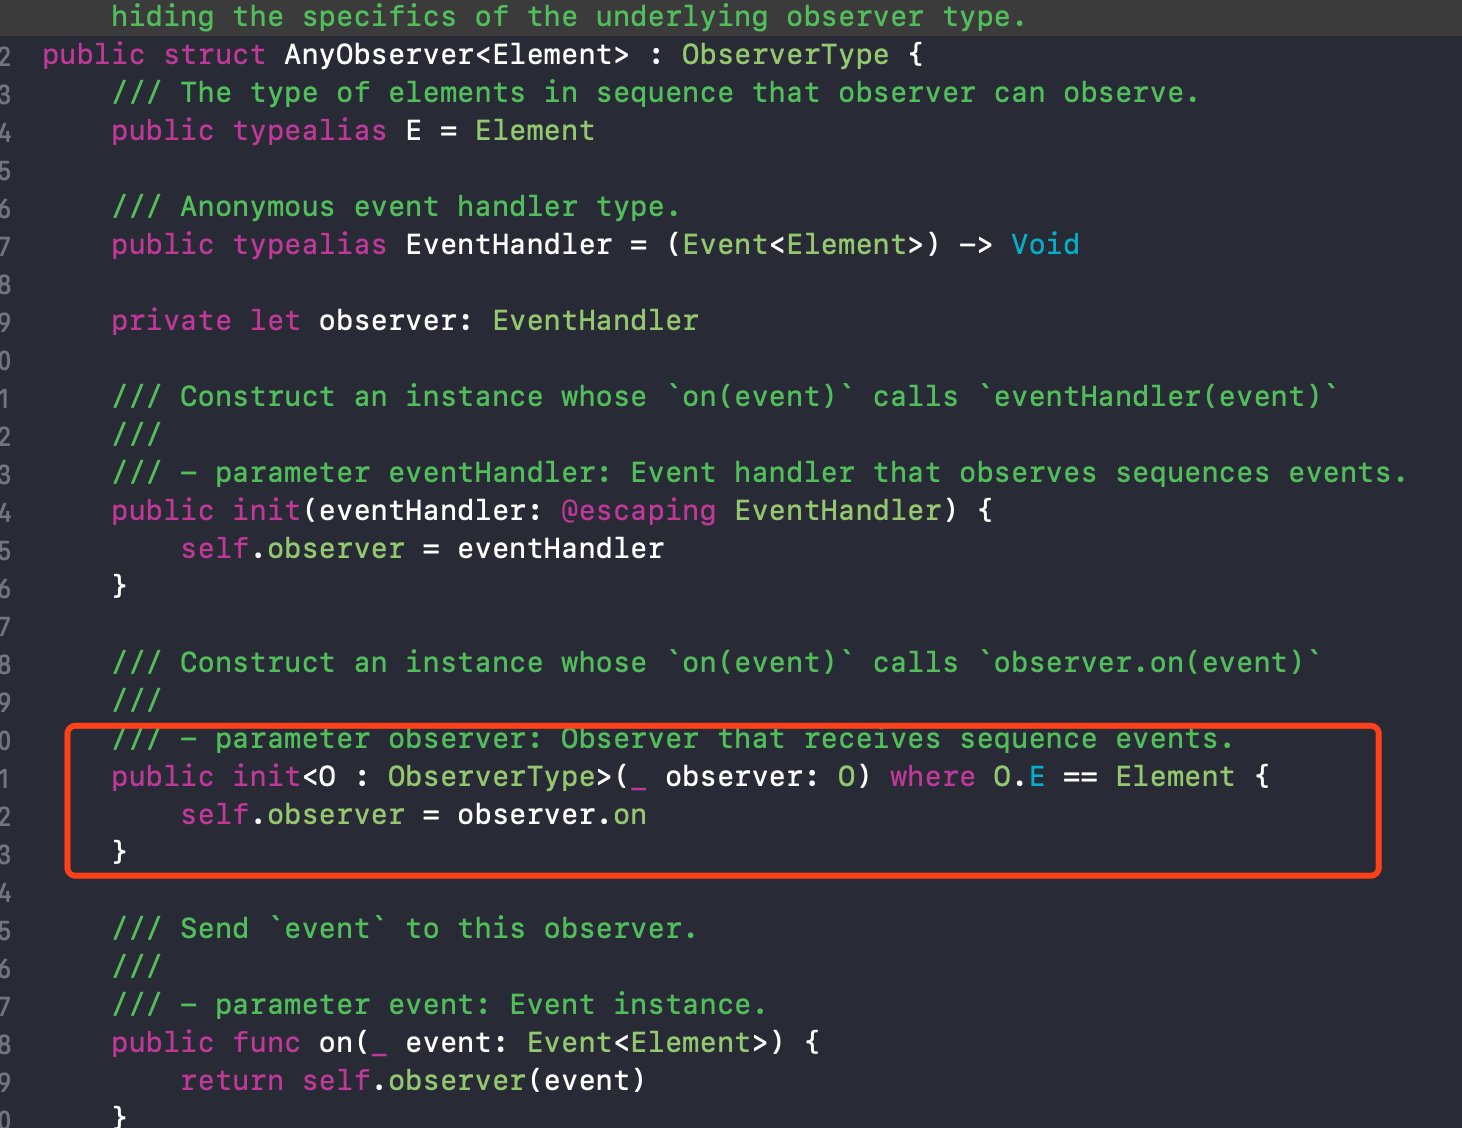 hiding the specifics of the underlying observer type.
2 public struct AnyObserver<Element> : ObserverType {
3 /// The type of elements in sequence that observer can observe.
4 public typealias E = Element
5
6 /// Anonymous event handler type.
7 public typealias EventHandler = (Event<Element>) -> Void
8
9 private let observer: EventHandler
0
1 /// Construct an instance whose `on(event)` calls `eventHandler(event)`
2 ///
3 /// - parameter eventHandler: Event handler that observes sequences events.
4 public init(eventHandler: @escaping EventHandler) {
5 self.observer = eventHandler
6 }
7
8 /// Construct an instance whose `on(event)` calls `observer.on(event)`
9 ///
0 /// - parameter observer: Observer that receives sequence events.
1 public init<O : ObserverType>(_ observer: O) where O.E == Element {
2 self.observer = observer.on
3 }
4
5 /// Send `event` to this observer.
6 ///
7 /// - parameter event: Event instance.
8 public func on(_ event: Event<Element>) {
9 return self.observer(event)
0 }